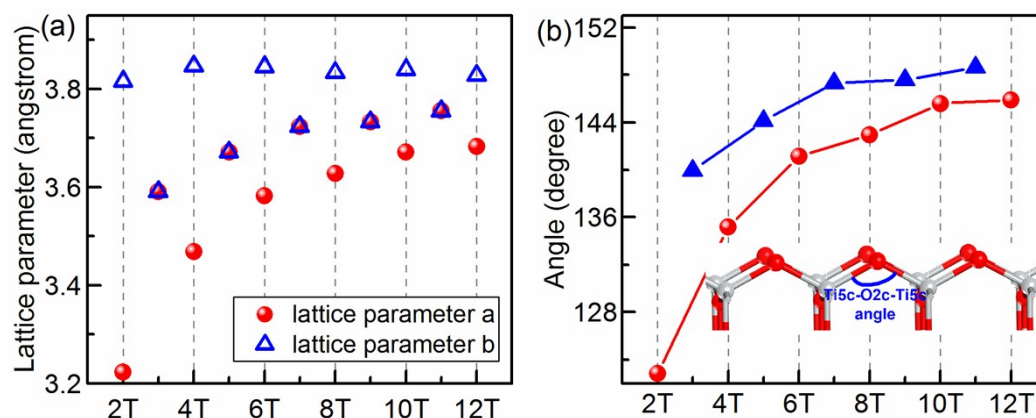 (a)
Lattice parameter (angstrom)
3.8
3.6
3.4
3.2
lattice parameter a
lattice parameter b
2T 4T 6T 8T 10T 12T
(b)
Angle (degree)
152
144
136
128
Ti5c-O2c-Ti5c
angle
2T 4T 6T 8T 10T 12T